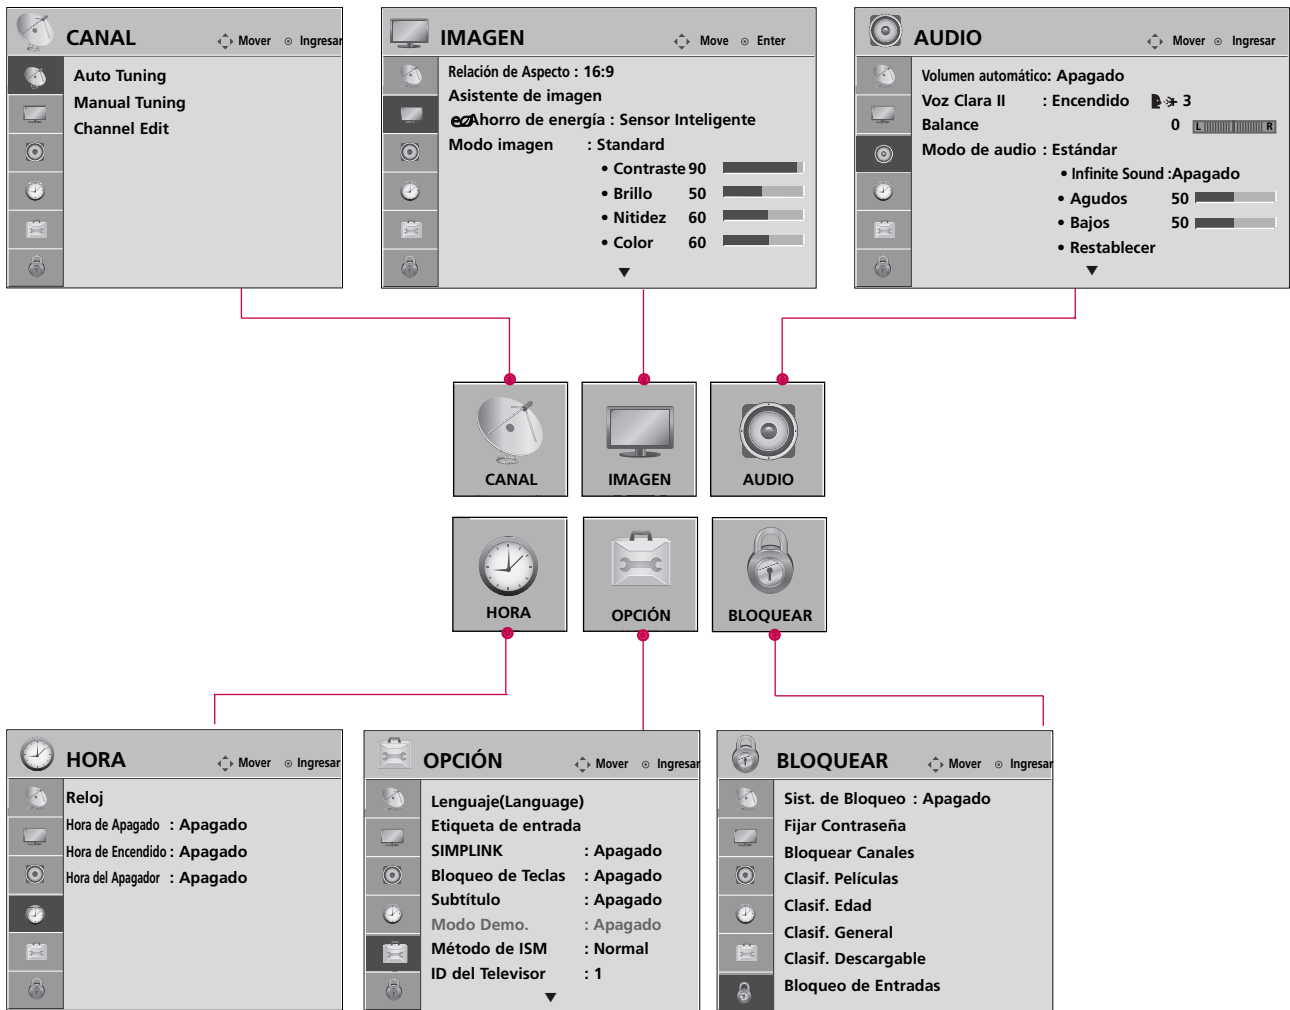 CANAL
Mover Ingresar
Auto Tuning
Manual Tuning
Channel Edit
IMAGEN
Move Enter
Relación de Aspecto : 16:9
Asistente de imagen
Ahorro de energía : Sensor Inteligente
Modo imagen : Standard
• Contraste 90
• Brillo 50
• Nitidez 60
• Color 60
AUDIO
Mover Ingresar
Volumen automático: Apagado
Voz Clara II : Encendido 3
Balance 0 L R
Modo de audio : Estándar
• Infinite Sound :Apagado
• Agudos 50
• Bajos 50
• Restablecer
CANAL
IMAGEN
AUDIO
HORA
OPCIÓN
BLOQUEAR
HORA
Mover Ingresar
Reloj
Hora de Apagado : Apagado
Hora de Encendido : Apagado
Hora del Apagador : Apagado
OPCIÓN
Mover Ingresar
Lenguaje(Language)
Etiqueta de entrada
SIMPLINK : Apagado
Bloqueo de Teclas : Apagado
Subtítulo : Apagado
Modo Demo. : Apagado
Método de ISM : Normal
ID del Televisor : 1
BLOQUEAR
Mover Ingresar
Sist. de Bloqueo : Apagado
Fijar Contraseña
Bloquear Canales
Clasif. Películas
Clasif. Edad
Clasif. General
Clasif. Descargable
Bloqueo de Entradas